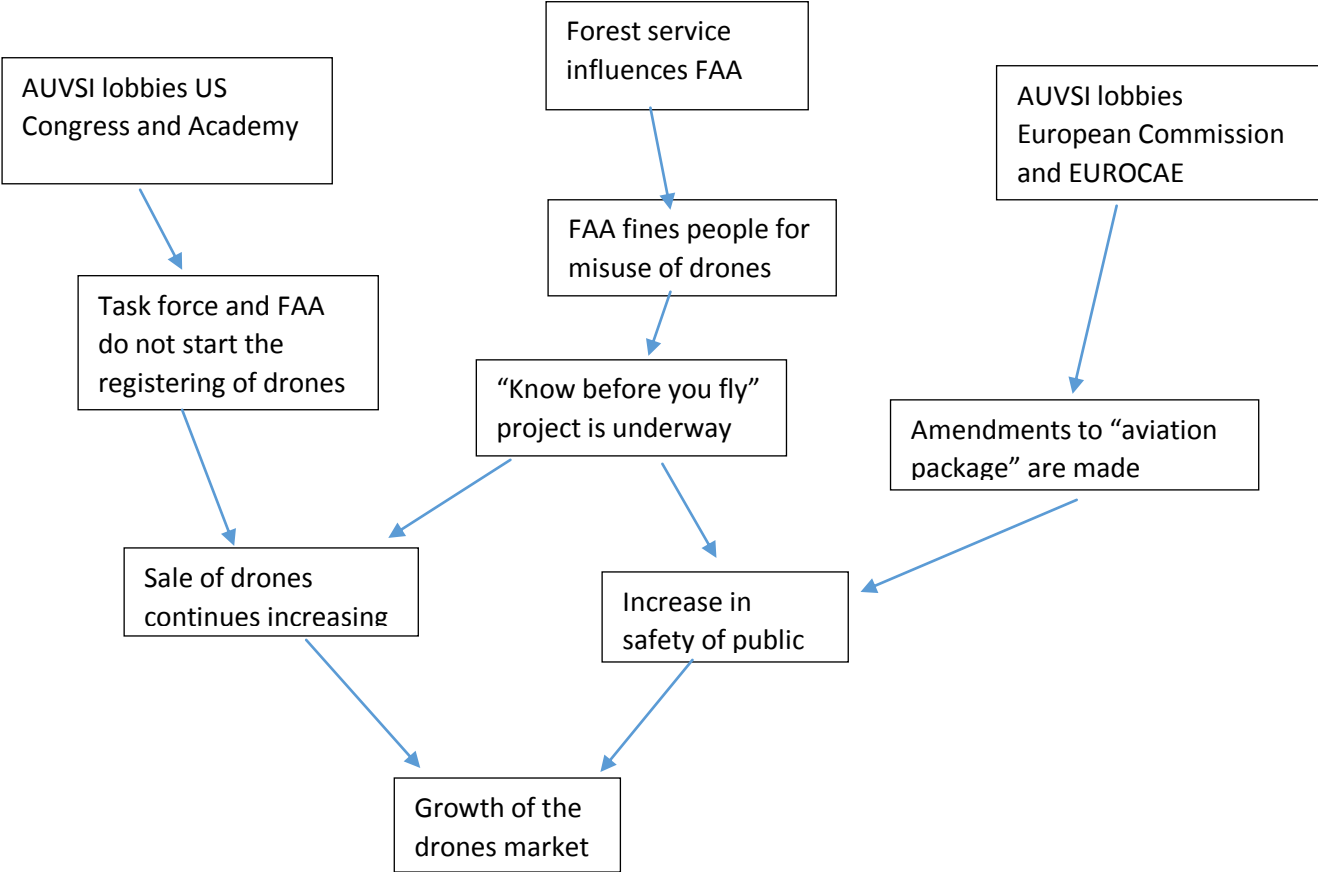 Forest service
influences FAA
AUVSI lobbies US
Congress and Academy
AUVSI lobbies
European Commission
and EUROCAE
FAA fines people for
misuse of drones
Task force and FAA
do not start the
registering of drones
“Know before you fly”
project is underway
Amendments to “aviation
package” are made
Sale of drones
continues increasing
Increase in
safety of public
Growth of the
drones market